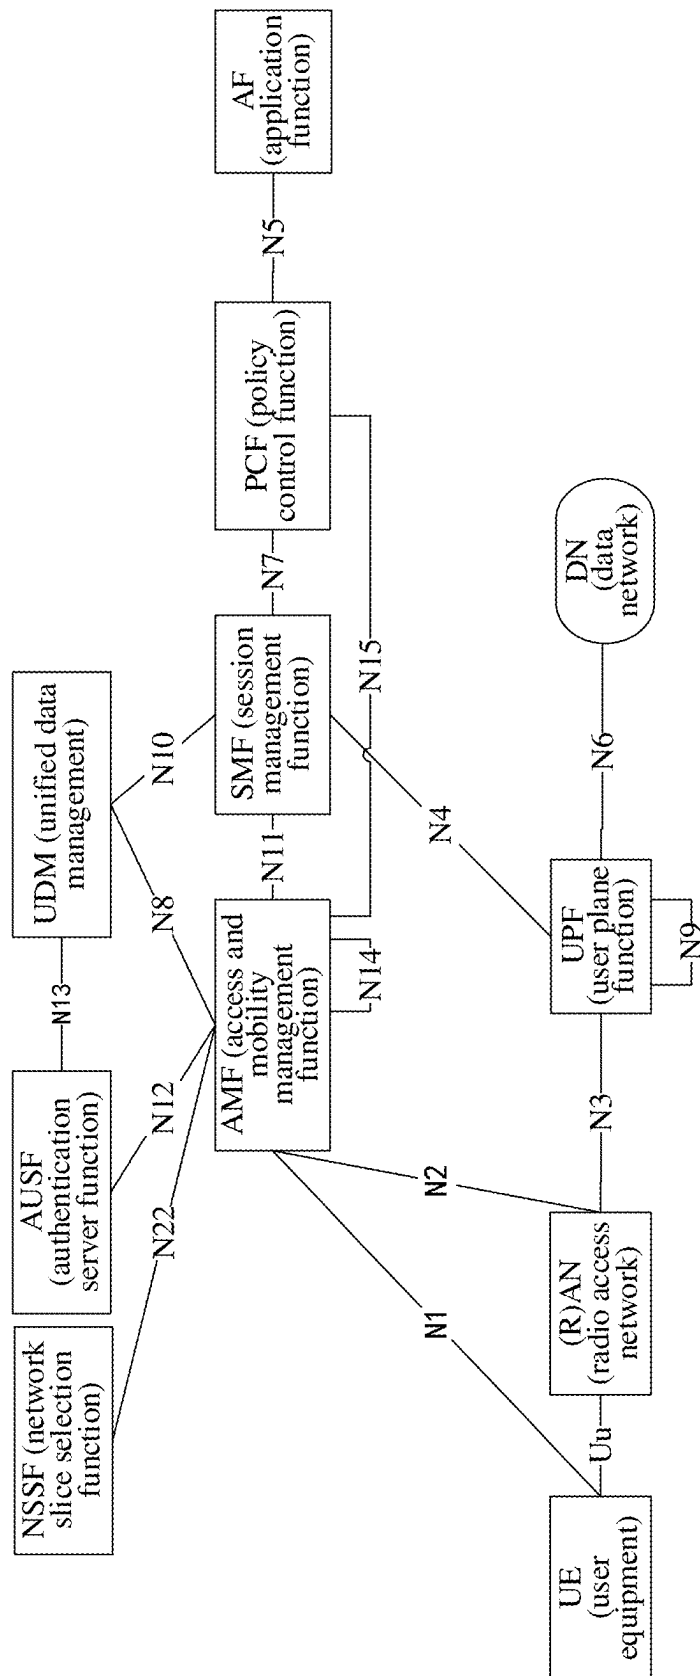 NSSF (network
slice selection
function)
AUSF
(authentication
server function)
N13
UDM (unified data
management)
N22
N12
N8
N10
AMF (access and
mobility
management
function)
N11
SMF (session
management
function)
N7
PCF (policy
control function)
N5
AF
(application
function)
N14
N15
N1
N2
N4
UE
(user
equipment)
Uu
(R)AN
(radio access
network)
N3
UPF
(user plane
function)
N6
DN
(data
network)
N9